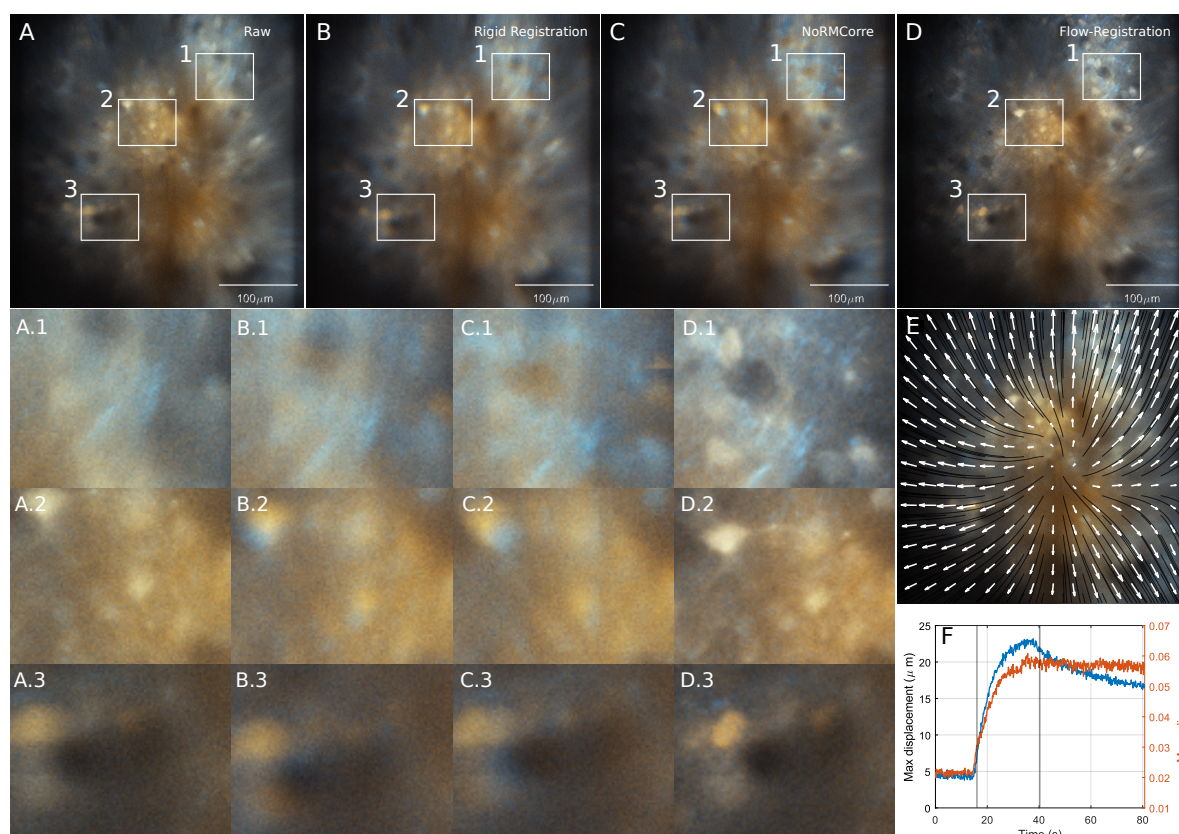 A
Raw
1
2
3
100μm
B
Rigid Registration
1
2
3
100μm
C
NoRMCorre
1
2
3
100μm
D
Flow-Registration
1
2
3
100μm
A.1
B.1
C.1
D.1
E
A.2
B.2
C.2
D.2
A.3
B.3
C.3
D.3
F
Max displacement (μ m)
25
20
15
10
5
0
0.07
0.06
0.05
0.04
0.03
0.02
0.01
0 20 40 60 80
Time (s)